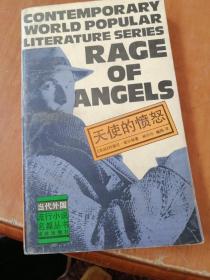 CONTEMPORARY
WORLD POPULAR
LITERATURE SERIES
RAGE
OF
ANGELS
天使的愤怒
当代外国
流行小说
名篇丛书